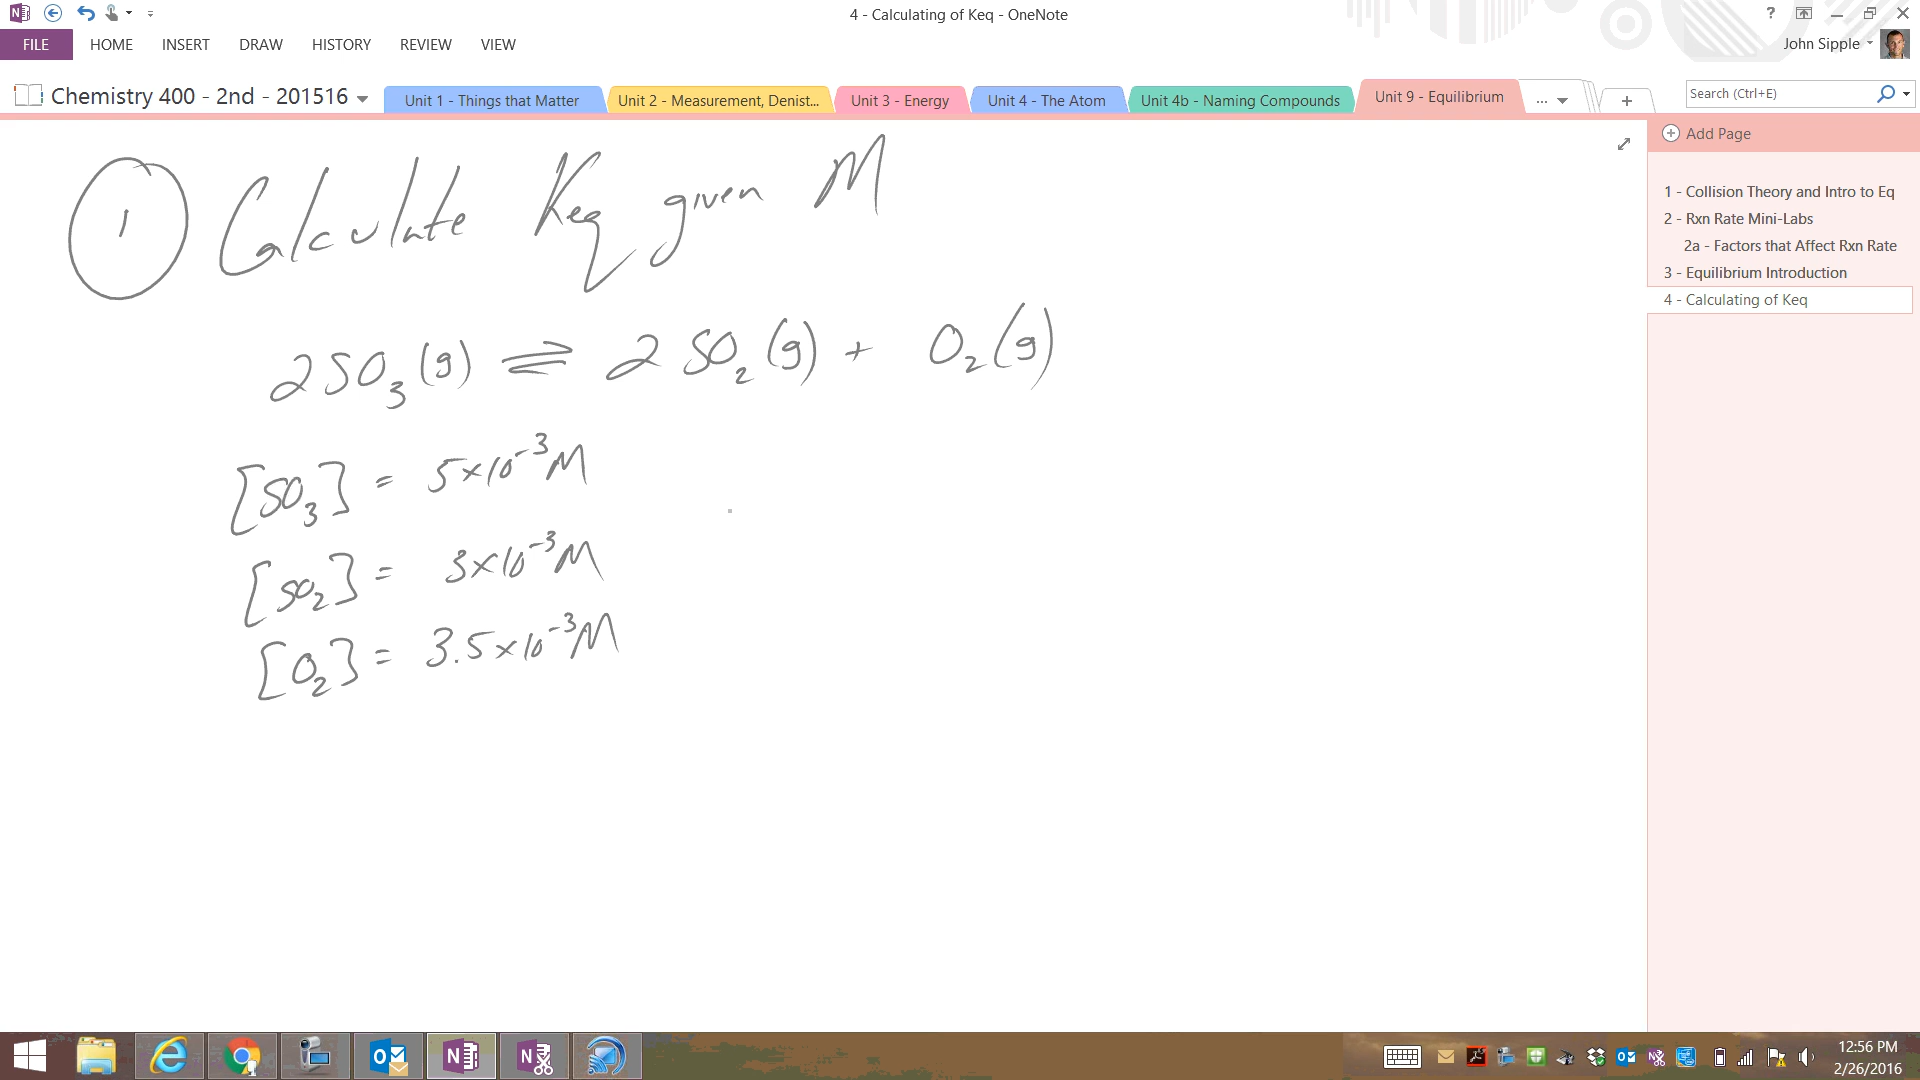 4 - Calculating of Keq - OneNote
?
FILE HOME INSERT DRAW HISTORY REVIEW VIEW
John Sipple
Chemistry 400 - 2nd - 201516
Unit 1 - Things that Matter
Unit 2 - Measurement, Denist...
Unit 3 - Energy
Unit 4 - The Atom
Unit 4b - Naming Compounds
Unit 9 - Equilibrium
...
+
Search (Ctrl+E)
Add Page
1 - Collision Theory and Intro to Eq
2 - Rxn Rate Mini-Labs
2a - Factors that Affect Rxn Rate
3 - Equilibrium Introduction
4 - Calculating of Keq
1 Calculate Keq given M
2SO₃(g) ⇌ 2SO₂(g) + O₂(g)
[SO₃] = 5×10⁻³M
[SO₂] = 3×10⁻³M
[O₂] = 3.5×10⁻³M
12:56 PM
2/26/2016